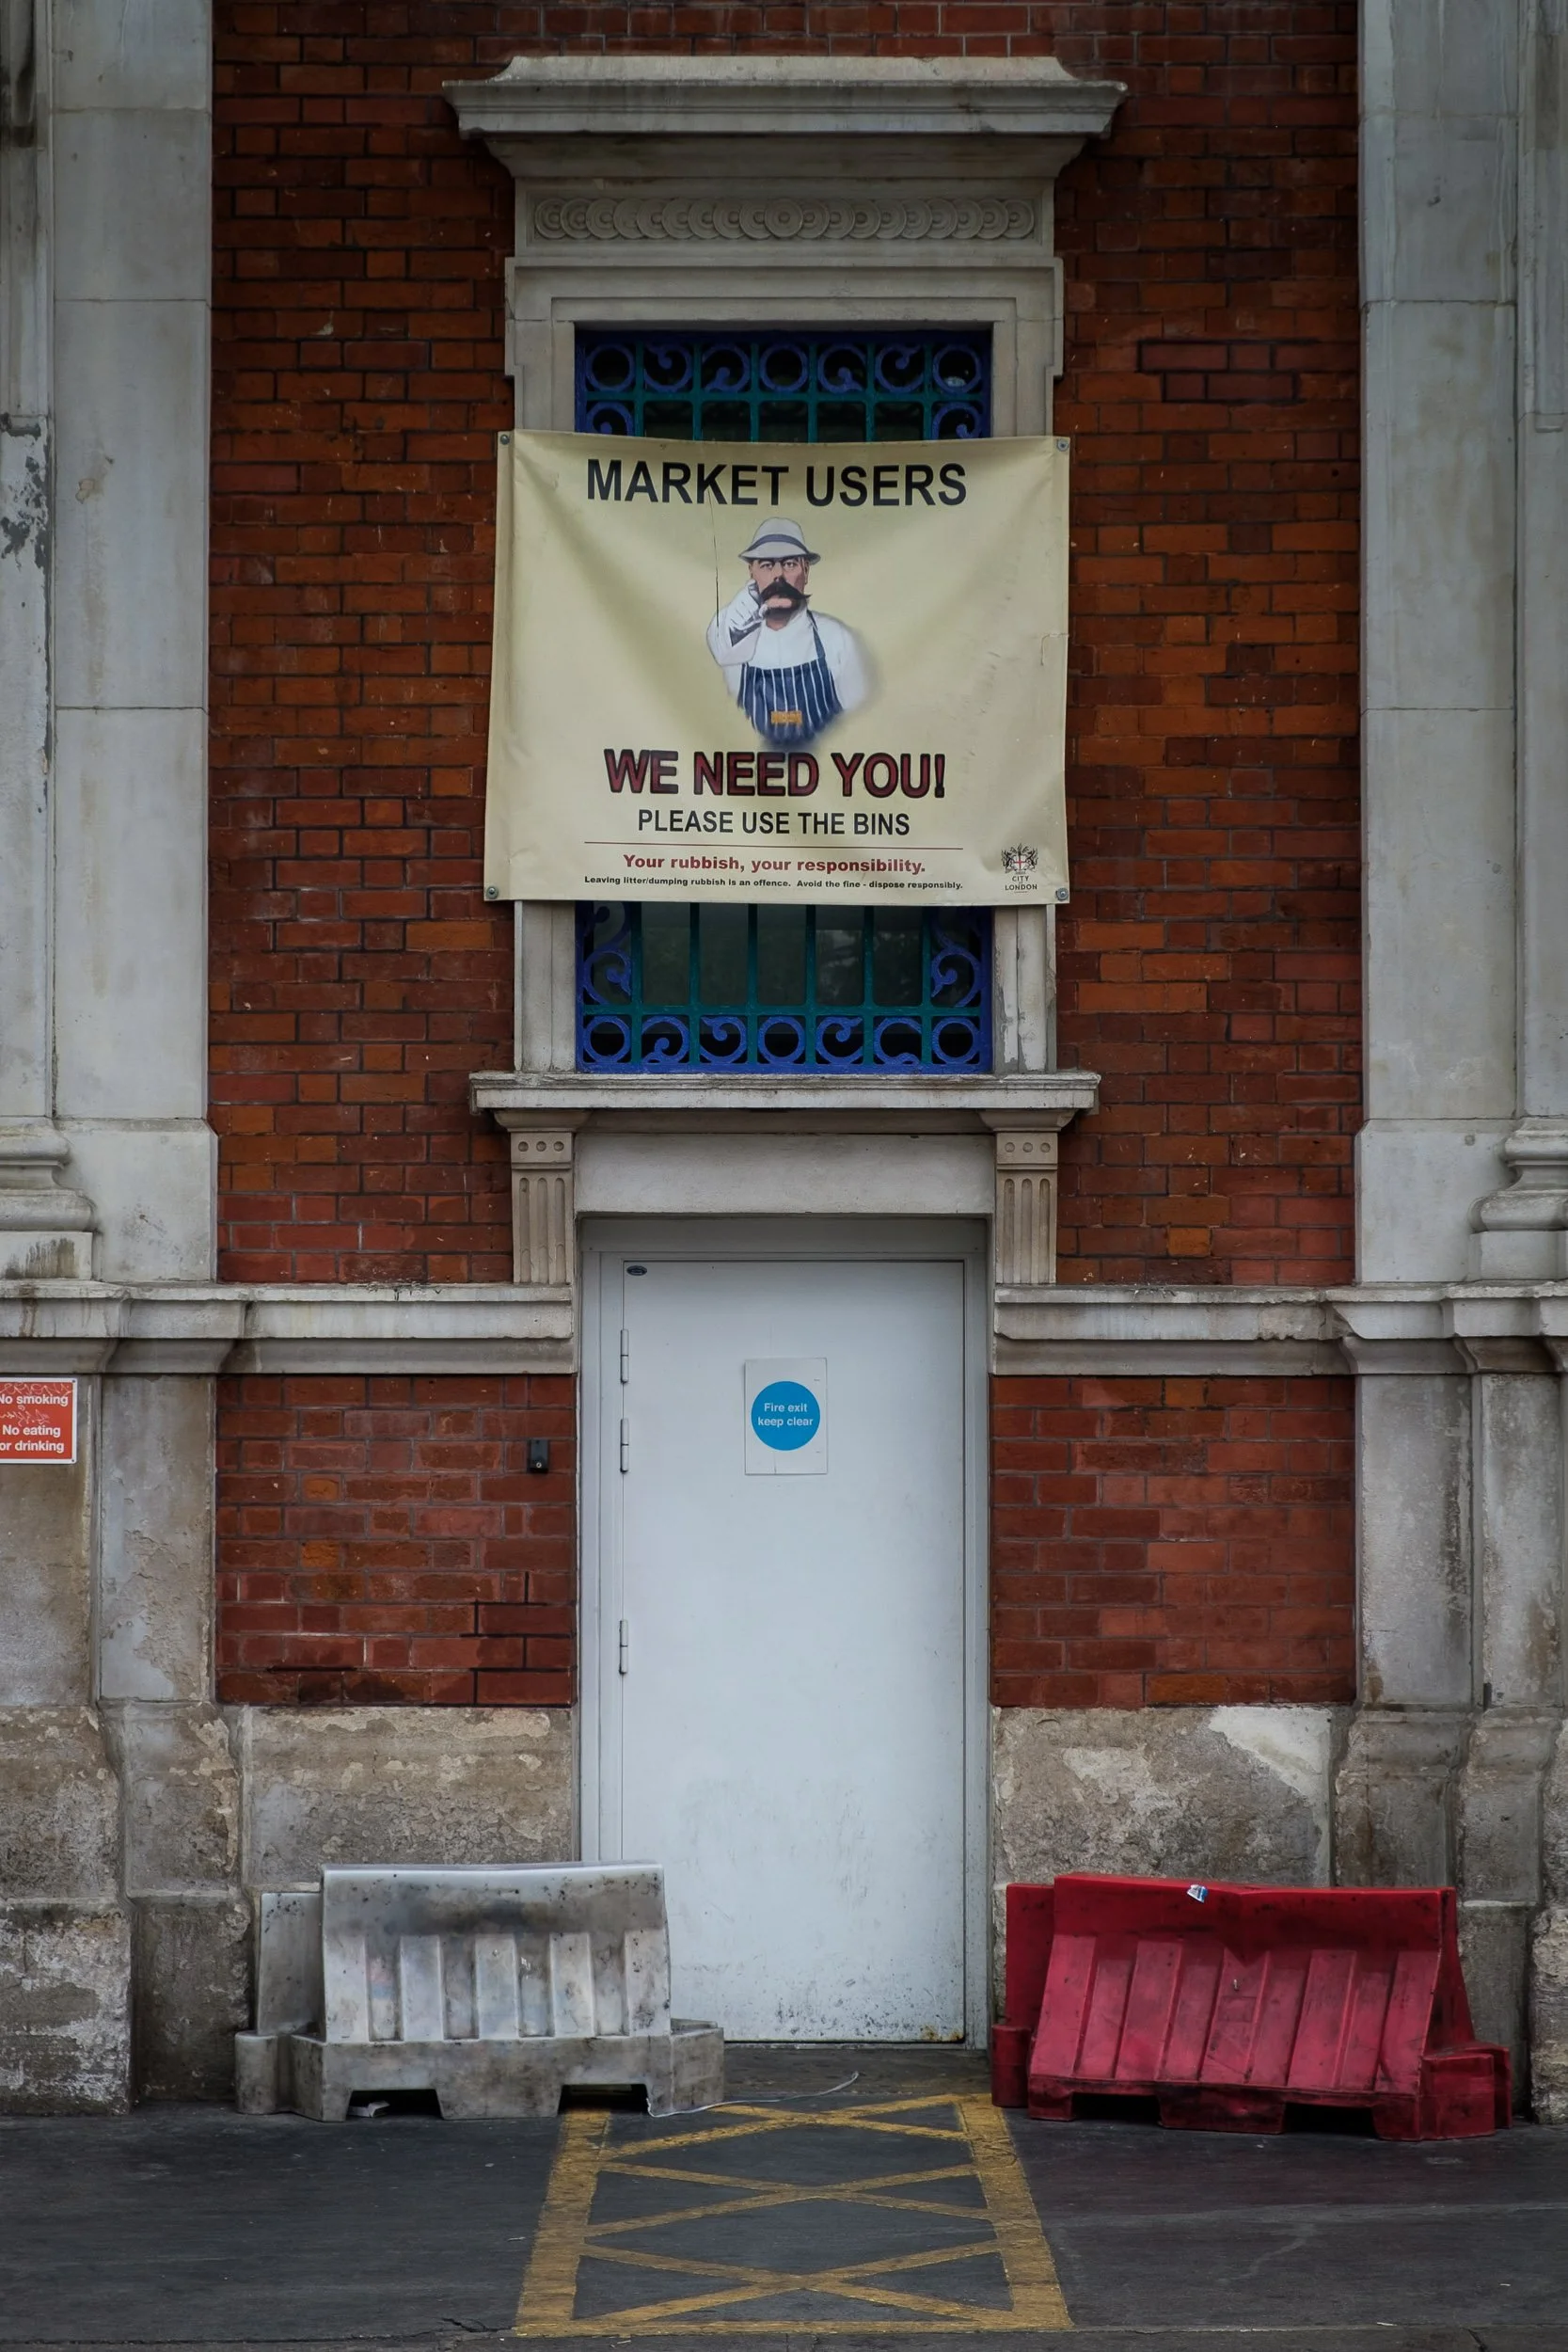 MARKET USERS
WE NEED YOU!
PLEASE USE THE BINS
Your rubbish, your responsibility.
Leaving litter/dumping rubbish is an offence. Avoid the fine - dispose responsibly.
CITY
OF
LONDON
No smoking
No eating
or drinking
Fire exit
keep clear